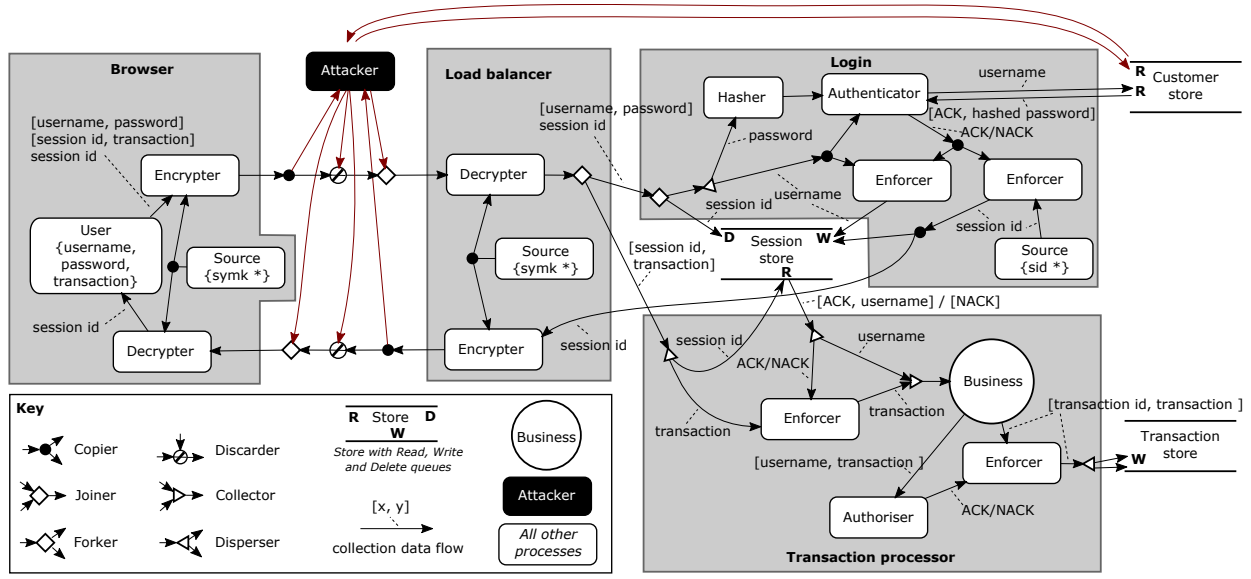 Browser
Attacker
Load balancer
Login
[username, password]
[session id, transaction]
session id
Encrypter
User
{username,
password,
transaction}
Source
{symk *}
session id
Decrypter
Decrypter
Source
{symk *}
Encrypter
[username, password]
session id
Hasher
Authenticator
username
R
R
Customer
store
[ACK, hashed password]
ACK/NACK
password
Enforcer
Enforcer
username
session id
session id
Source
{sid *}
D
Session
store
W
R
[session id,
transaction]
[ACK, username] / [NACK]
session id
session id
username
ACK/NACK
Business
transaction
Enforcer
transaction
[transaction id, transaction ]
[username, transaction ]
Enforcer
W
Transaction
store
Authoriser
ACK/NACK
Transaction processor
Key
Copier
Discarder
Joiner
Collector
Forker
Disperser
R Store D
W
Store with Read, Write
and Delete queues
[x, y]
collection data flow
Business
Attacker
All other
processes